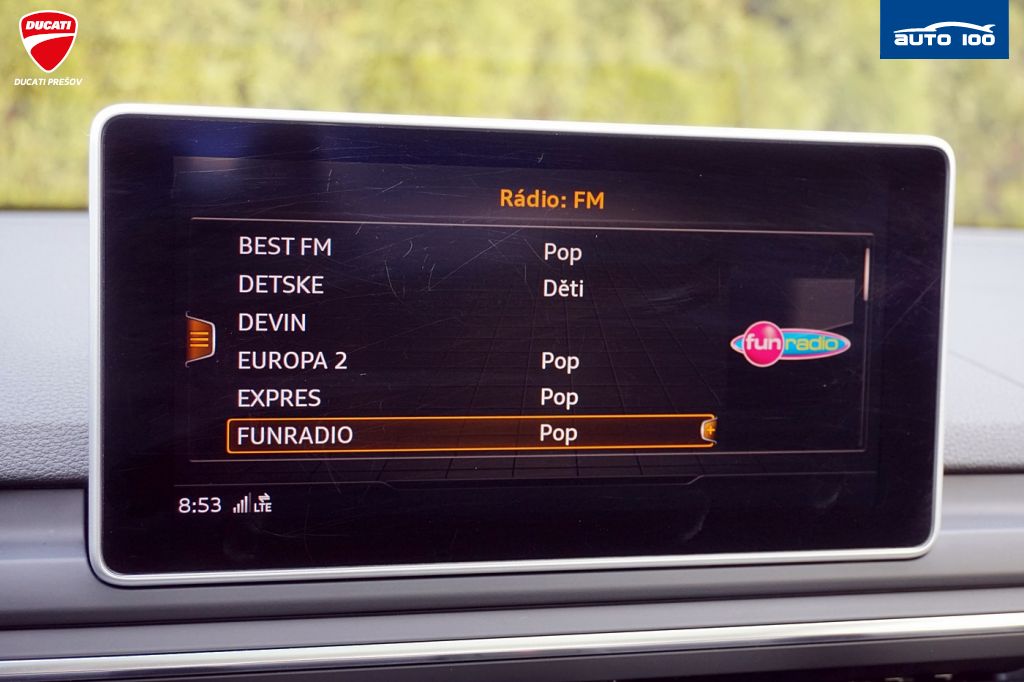 DUCATI
DUCATI PREŠOV
AUTO 100
Rádio: FM
BEST FM Pop
DETSKE Děti
DEVIN
EUROPA 2 Pop
EXPRES Pop
FUNRADIO Pop
fun radio
8:53 LTE